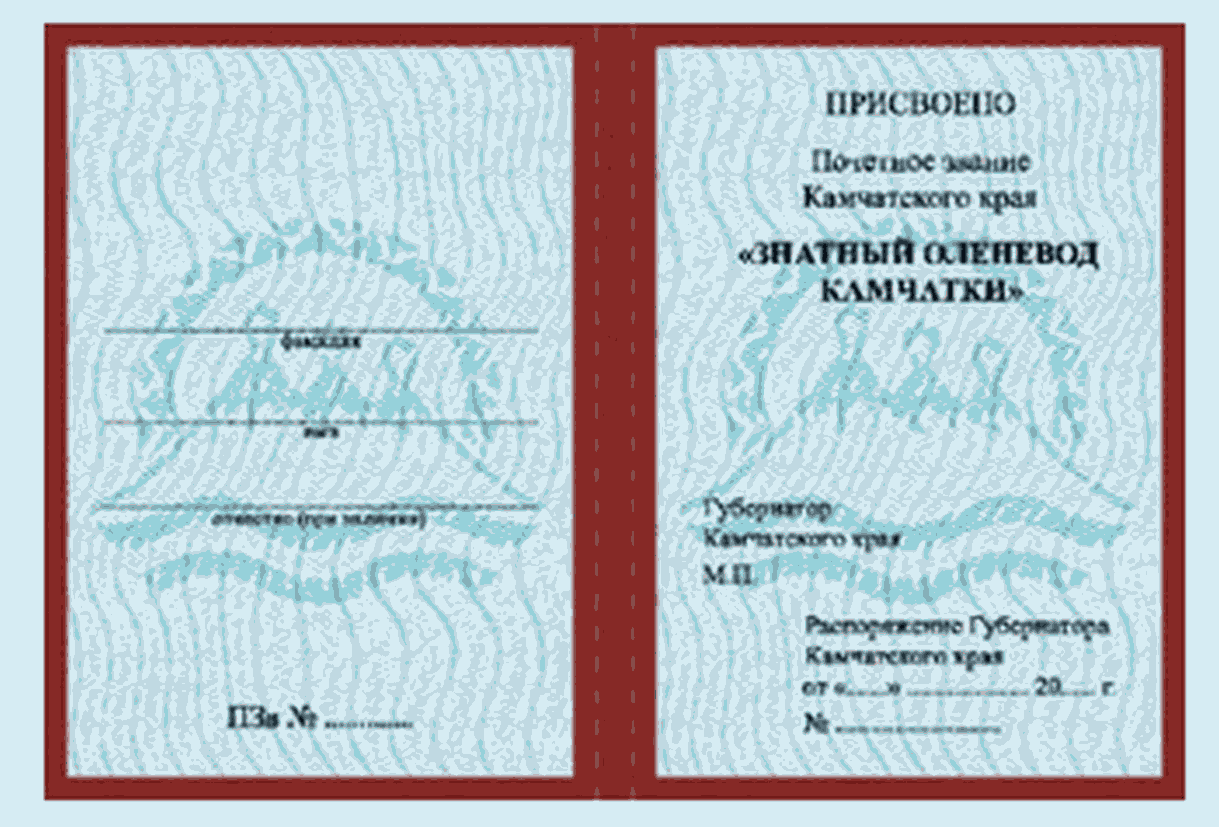 фамилия
имя
отчество (при наличии)
ПЗв № ............
ПРИСВОЕНО
Почетное звание
Камчатского края
«ЗНАТНЫЙ ОЛЕНЕВОД
КАМЧАТКИ»
Губернатор
Камчатского края
М.П.
Распоряжение Губернатора
Камчатского края
от «.....» ................. 20..... г.
№ .......................